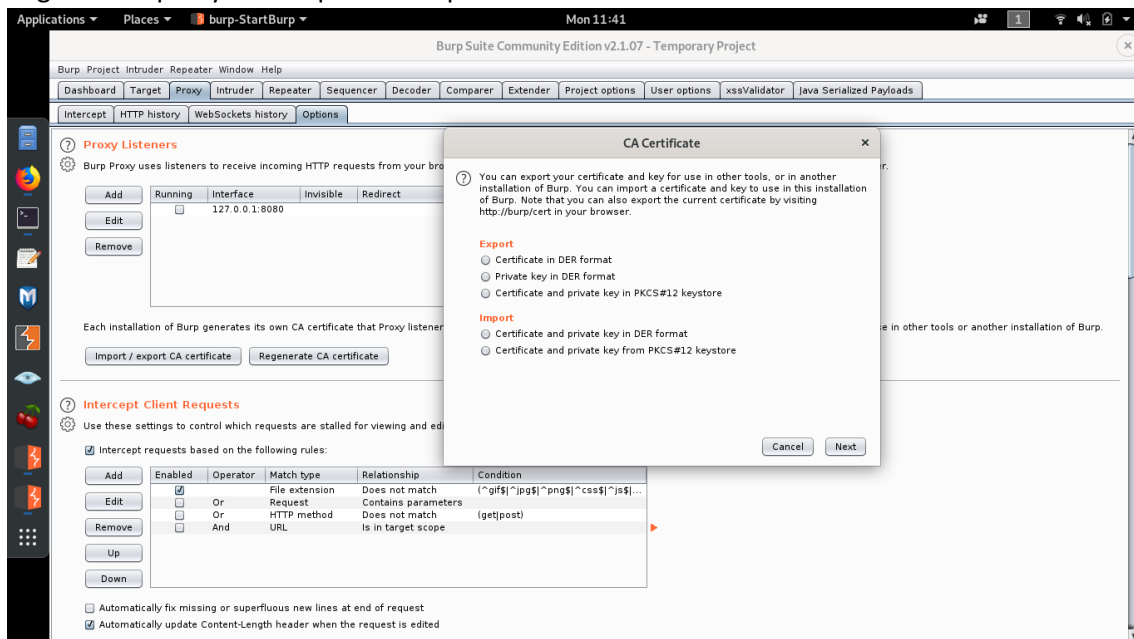 Applications Places burp-StartBurp Mon 11:41 1
Burp Suite Community Edition v2.1.07 - Temporary Project
Burp Project Intruder Repeater Window Help
Dashboard Target Proxy Intruder Repeater Sequencer Decoder Comparer Extender Project options User options xssValidator Java Serialized Payloads
Intercept HTTP history WebSockets history Options
Proxy Listeners
Burp Proxy uses listeners to receive incoming HTTP requests from your bro
Add Running Interface Invisible Redirect
127.0.0.1:8080
Edit
Remove
Each installation of Burp generates its own CA certificate that Proxy listener
e in other tools or another installation of Burp.
Import / export CA certificate Regenerate CA certificate
CA Certificate
You can export your certificate and key for use in other tools, or in another
installation of Burp. You can import a certificate and key to use in this installation
of Burp. Note that you can also export the current certificate by visiting
http://burp/cert in your browser.
Export
Certificate in DER format
Private key in DER format
Certificate and private key in PKCS#12 keystore
Import
Certificate and private key in DER format
Certificate and private key from PKCS#12 keystore
Cancel Next
Intercept Client Requests
Use these settings to control which requests are stalled for viewing and edi
Intercept requests based on the following rules:
Add Enabled Operator Match type Relationship Condition
File extension Does not match (^gif$|^jpg$|^png$|^css$|^js$|...
Edit Or Request Contains parameters
Or HTTP method Does not match (get|post)
Remove And URL Is in target scope
Up
Down
Automatically fix missing or superfluous new lines at end of request
Automatically update Content-Length header when the request is edited